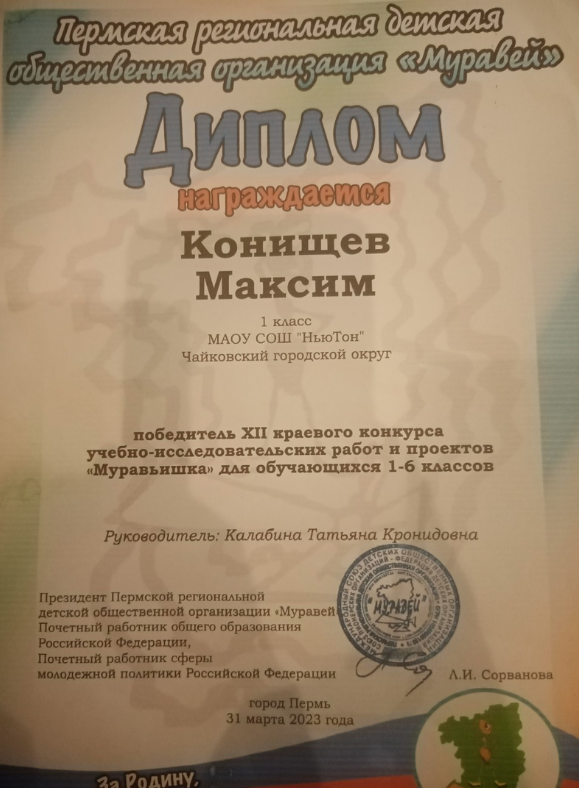 Пермская региональная детская
общественная организация «Муравей»
Диплом
награждается
Конищев
Максим
1 класс
МАОУ СОШ "НьюТон"
Чайковский городской округ
победитель XII краевого конкурса
учебно-исследовательских работ и проектов
«Муравьишка» для обучающихся 1-6 классов
Руководитель: Калабина Татьяна Кронидовна
Президент Пермской региональной
детской общественной организации «Муравей
Почетный работник общего образования
Российской Федерации,
Почетный работник сферы
молодежной политики Российской Федерации
"МУРАВЕЙ"
Л.И. Сорванова
город Пермь
31 марта 2023 года
За Родину,